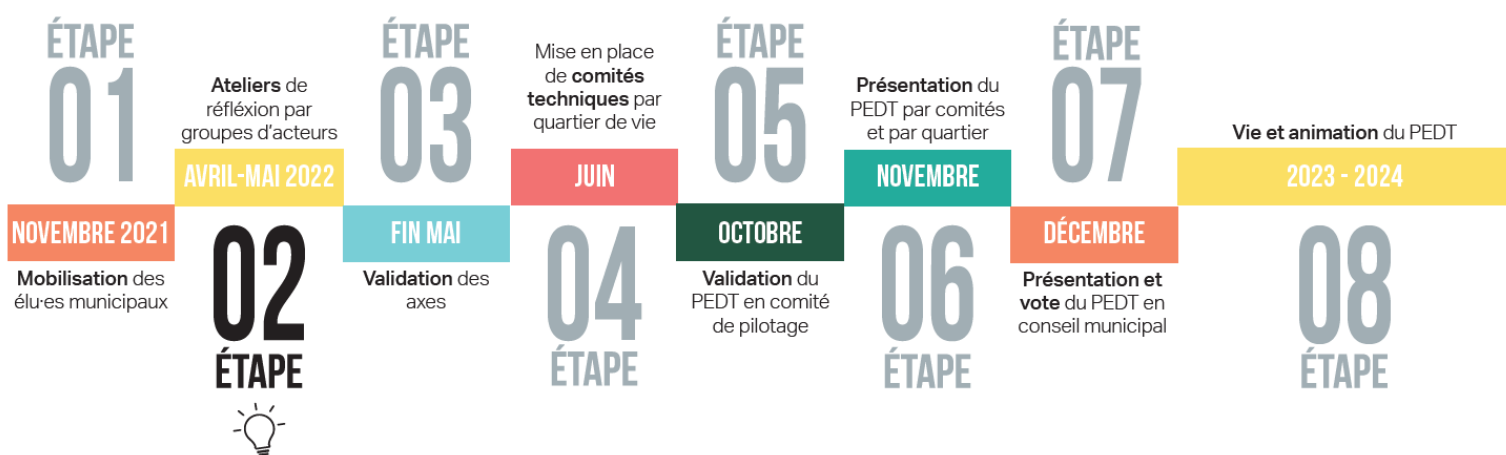 ÉTAPE
01
NOVEMBRE 2021
Mobilisation des
élu·es municipaux
Ateliers de
réfléxion par
groupes d'acteurs
AVRIL-MAI 2022
02
ÉTAPE
ÉTAPE
03
FIN MAI
Validation des
axes
Mise en place
de comités
techniques par
quartier de vie
JUIN
04
ÉTAPE
ÉTAPE
05
OCTOBRE
Validation du
PEDT en comité
de pilotage
Présentation du
PEDT par comités
et par quartier
NOVEMBRE
06
ÉTAPE
ÉTAPE
07
DÉCEMBRE
Présentation et
vote du PEDT en
conseil municipal
Vie et animation du PEDT
2023 - 2024
08
ÉTAPE